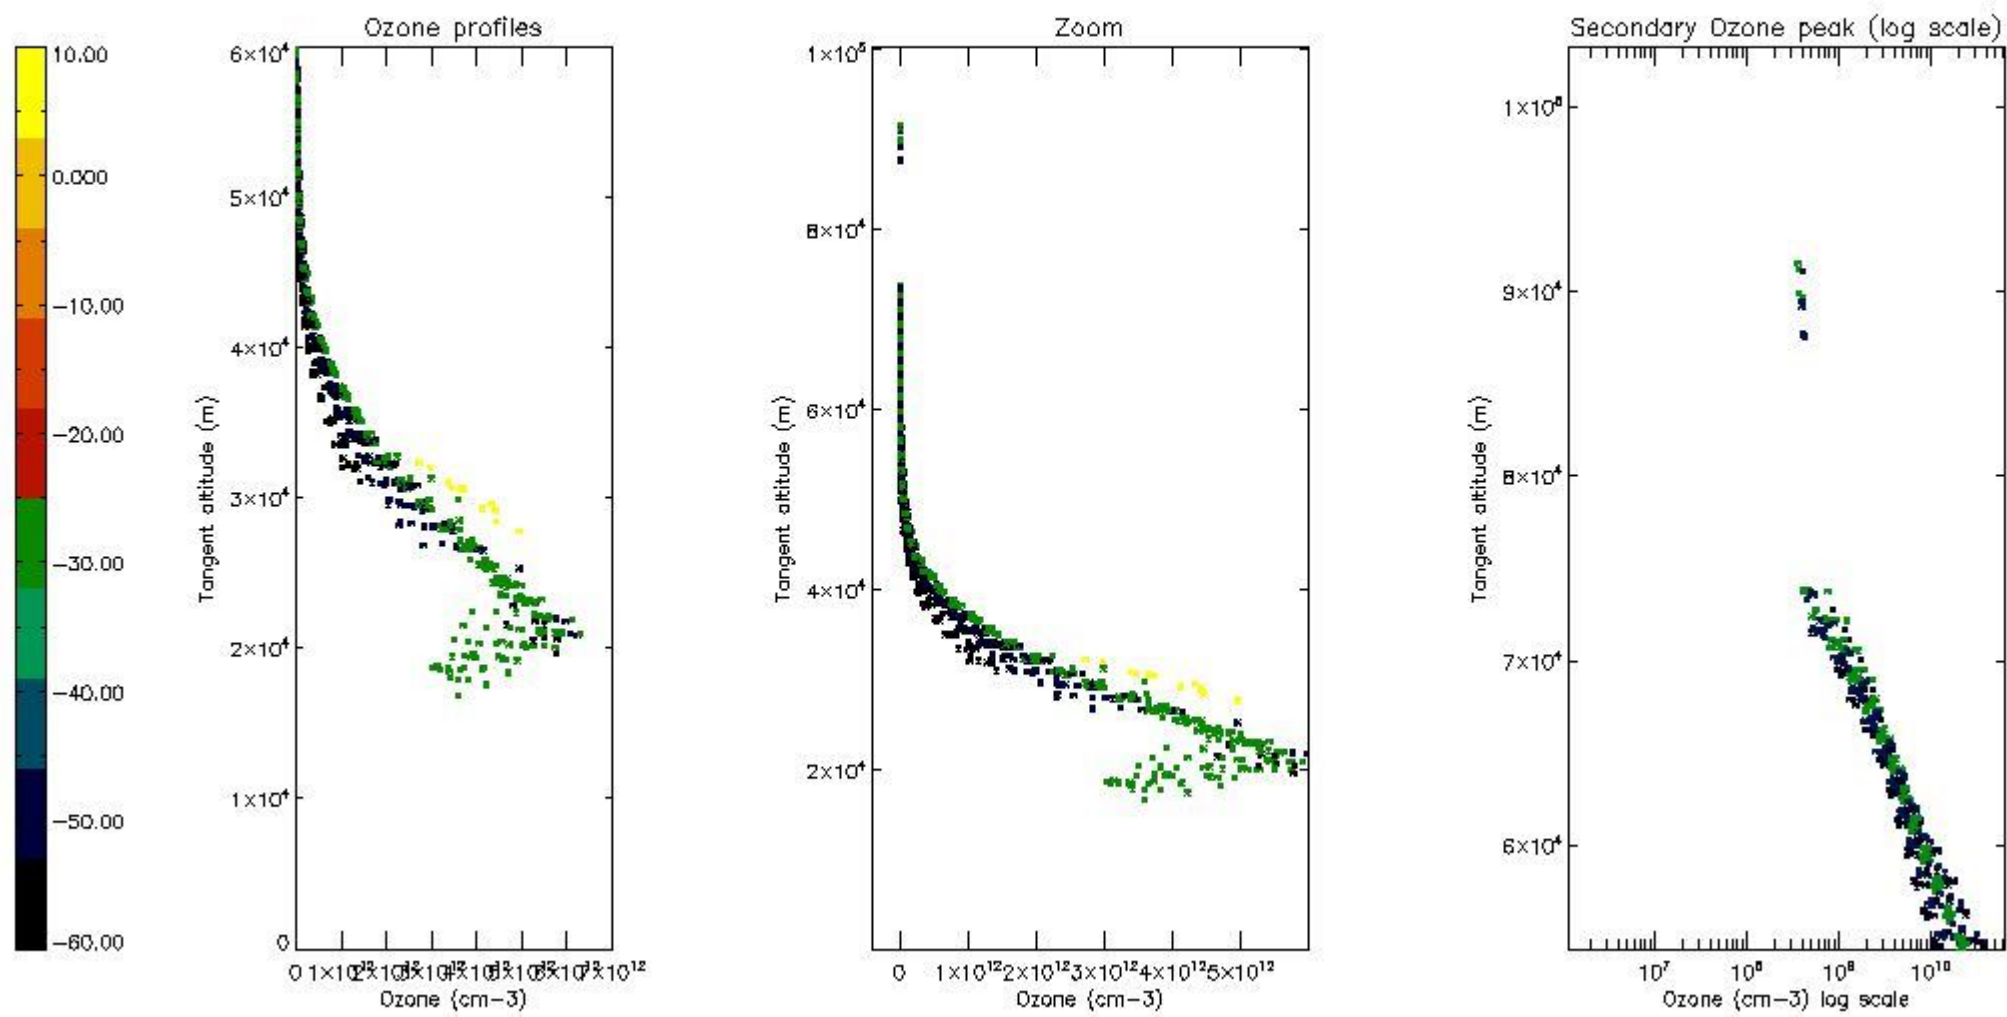 Ozone profiles
Zoom
Secondary Ozone peak (log scale)
10.00
0.000
−10.00
−20.00
−30.00
−40.00
−50.00
−60.00
6×10⁴
5×10⁴
4×10⁴
3×10⁴
2×10⁴
1×10⁴
0
Tangent altitude (m)
0 1×10¹² 7×10¹²
Ozone (cm−3)
1×10⁵
8×10⁴
6×10⁴
4×10⁴
2×10⁴
Tangent altitude (m)
0 1×10¹² 2×10¹² 3×10¹² 4×10¹² 5×10¹²
Ozone (cm−3)
9×10⁴
8×10⁴
7×10⁴
6×10⁴
Tangent altitude (m)
10⁷ 10⁸ 10⁹ 10¹⁰
Ozone (cm−3) log scale